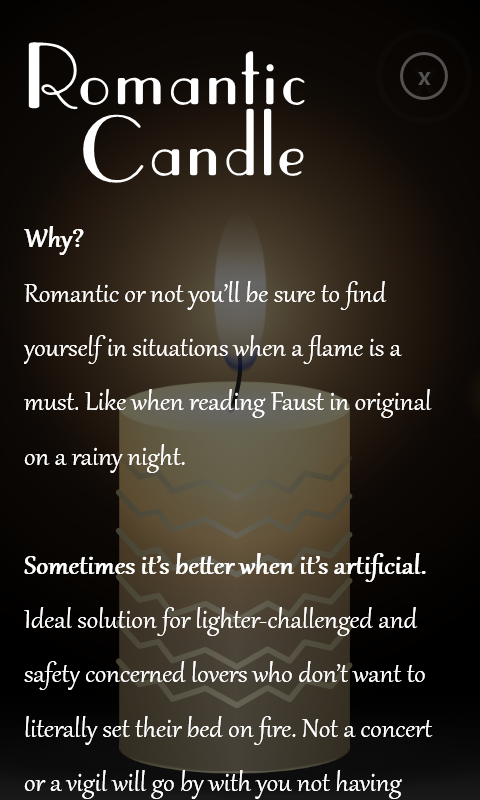 Romantic
Candle
x
Why?
Romantic or not you'll be sure to find
yourself in situations when a flame is a
must. Like when reading Faust in original
on a rainy night.
Sometimes it's better when it's artificial.
Ideal solution for lighter-challenged and
safety concerned lovers who don't want to
literally set their bed on fire. Not a concert
or a vigil will go by with you not having